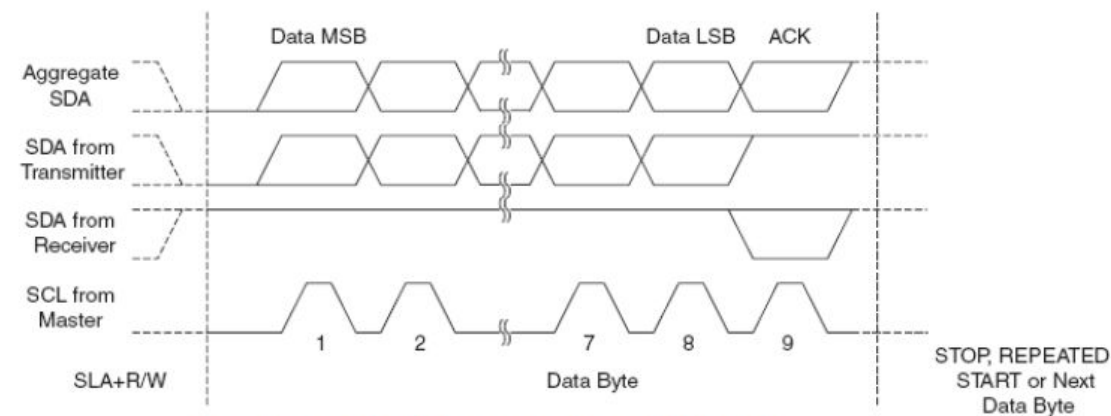 Data MSB
Data LSB
ACK
Aggregate
SDA
SDA from
Transmitter
SDA from
Receiver
SCL from
Master
1
2
7
8
9
SLA+R/W
Data Byte
STOP, REPEATED
START or Next
Data Byte